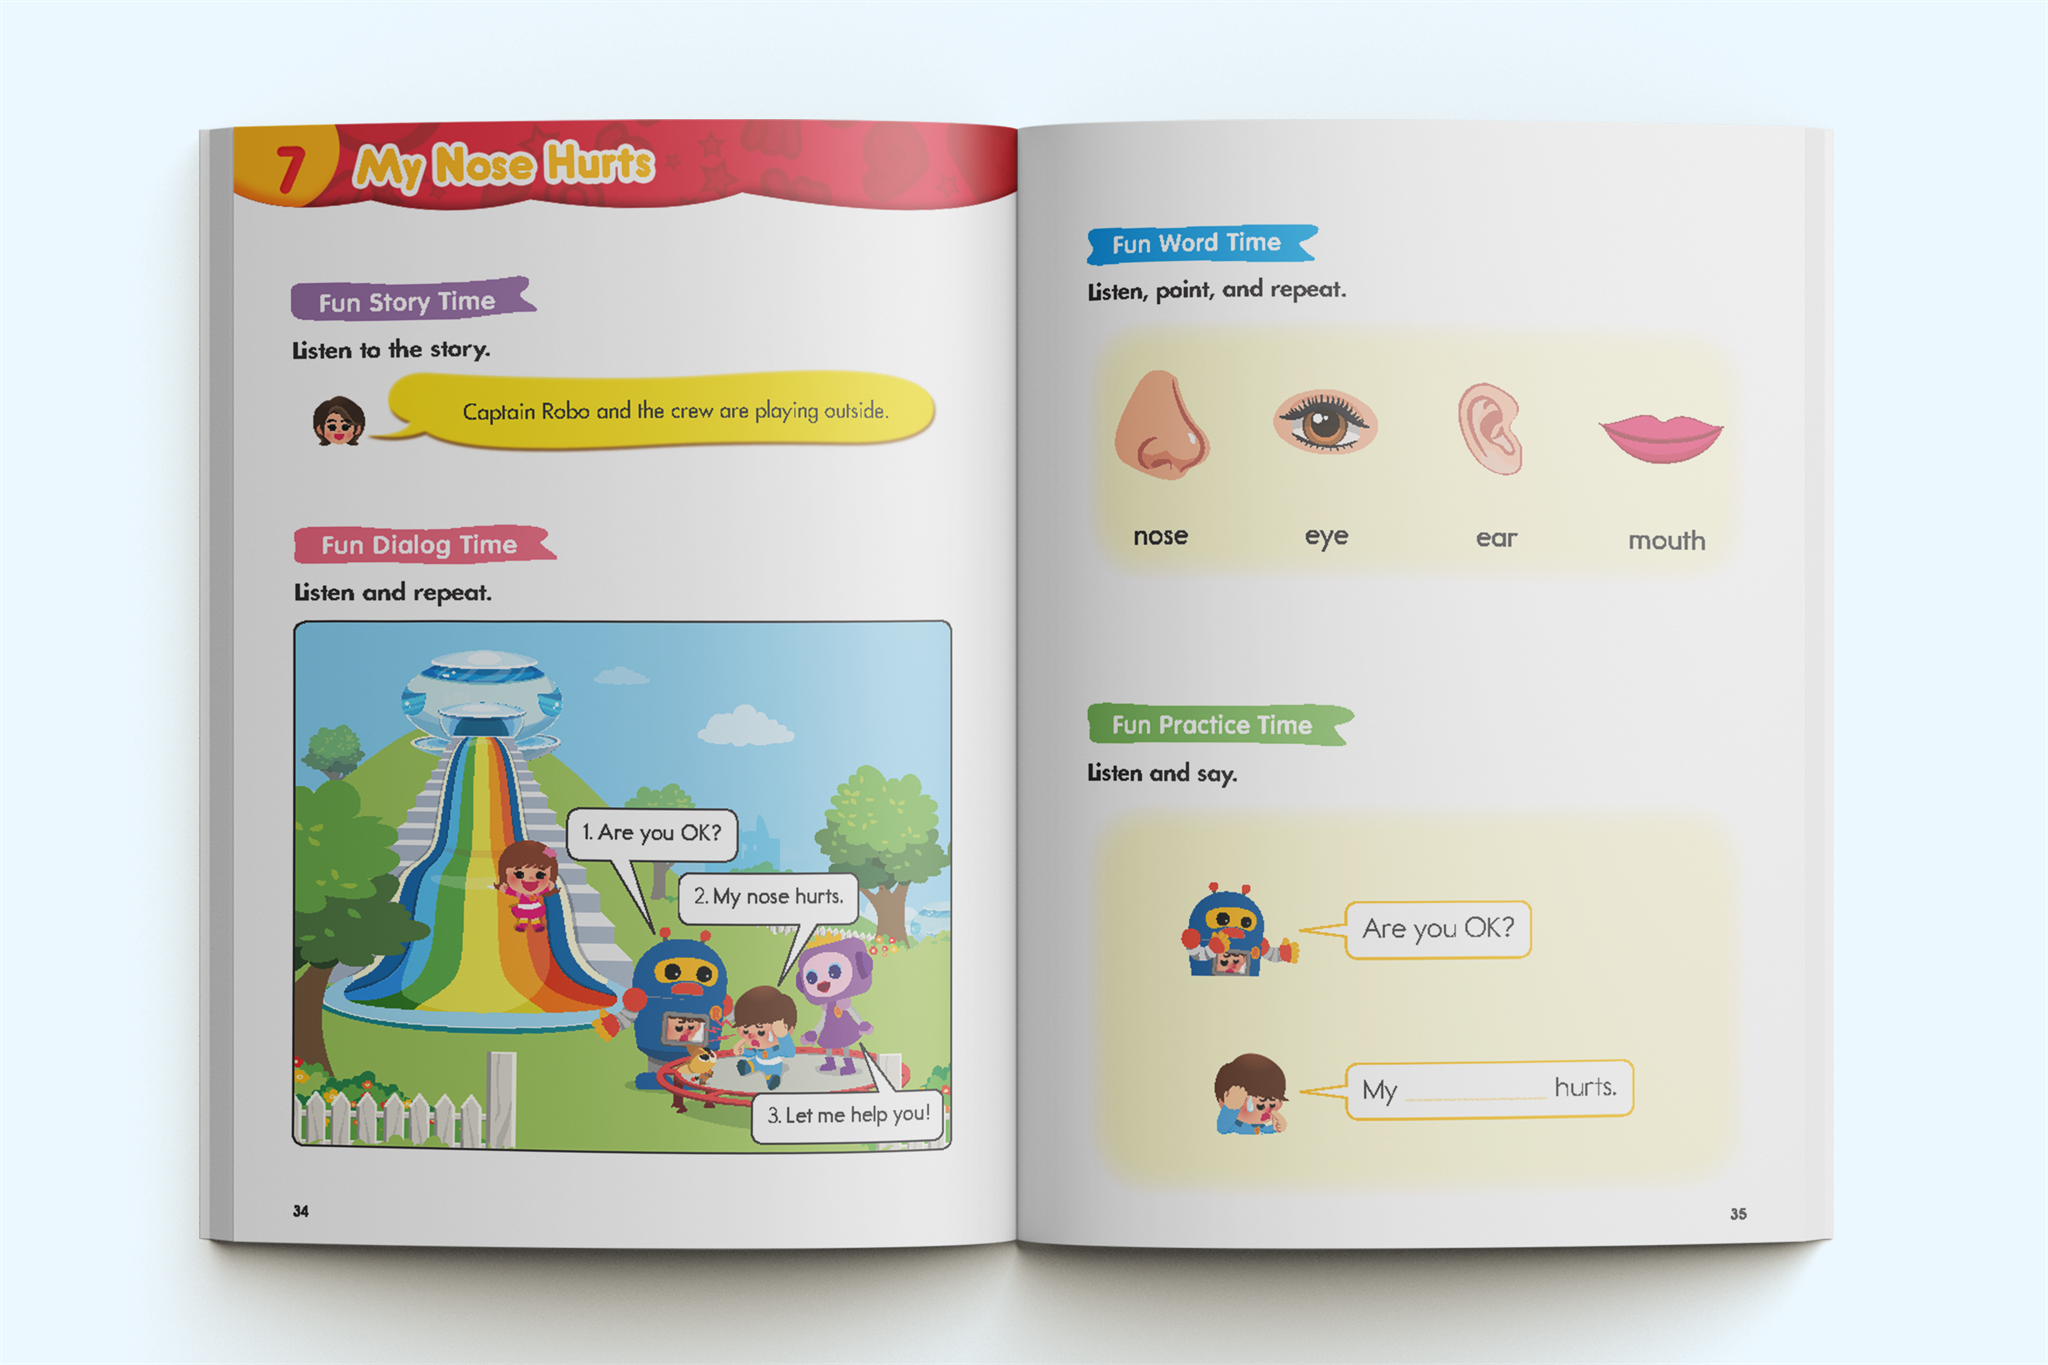 7 My Nose Hurts
Fun Story Time
Listen to the story.
Captain Robo and the crew are playing outside.
Fun Dialog Time
Listen and repeat.
1. Are you OK?
2. My nose hurts.
3. Let me help you!
34
Fun Word Time
Listen, point, and repeat.
nose eye ear mouth
Fun Practice Time
Listen and say.
Are you OK?
My ____________ hurts.
35